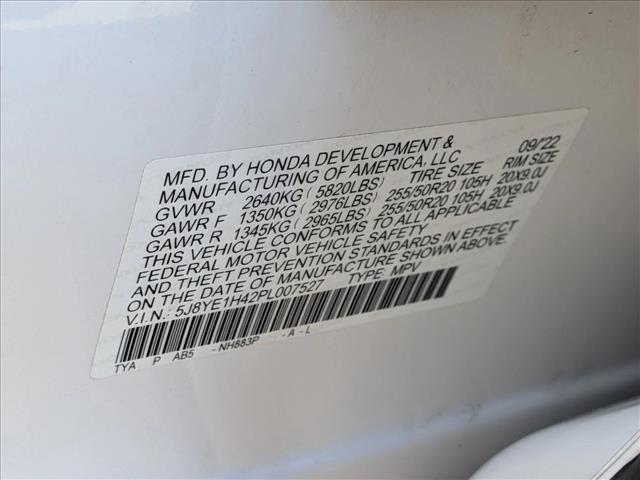 MFD. BY HONDA DEVELOPMENT &
MANUFACTURING OF AMERICA, LLC 09/'22
GVWR 2640KG (5820LBS) TIRE SIZE RIM SIZE
GAWR F 1350KG (2976LBS) 255/50R20 105H 20X9.0J
GAWR R 1345KG (2965LBS) 255/50R20 105H 20X9.0J
THIS VEHICLE CONFORMS TO ALL APPLICABLE
FEDERAL MOTOR VEHICLE SAFETY
AND THEFT PREVENTION STANDARDS IN EFFECT
ON THE DATE OF MANUFACTURE SHOWN ABOVE.
V.I.N.: 5J8YE1H42PL007527 TYPE: MPV
TYA P AB5 -NH883P -A-L